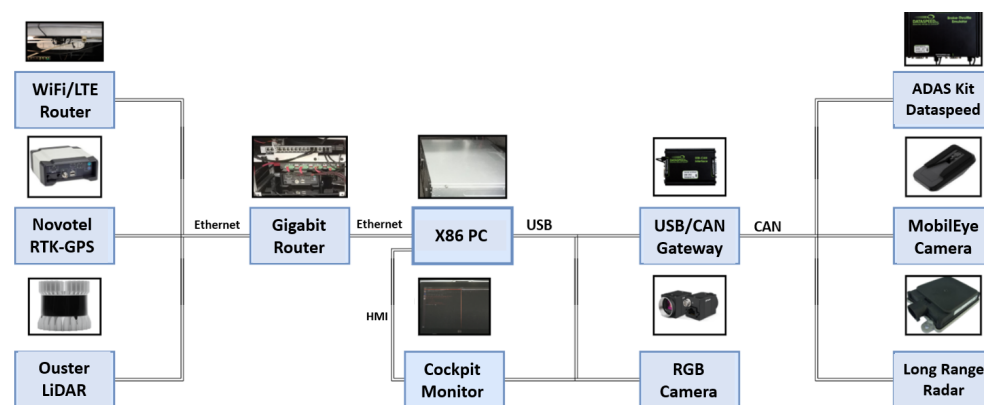 WiFi/LTE
Router
ADAS Kit
Dataspeed
Novotel
RTK-GPS
Ethernet
Gigabit
Router
Ethernet
X86 PC
USB
USB/CAN
Gateway
CAN
MobilEye
Camera
HMI
Ouster
LiDAR
Cockpit
Monitor
RGB
Camera
Long Range
Radar